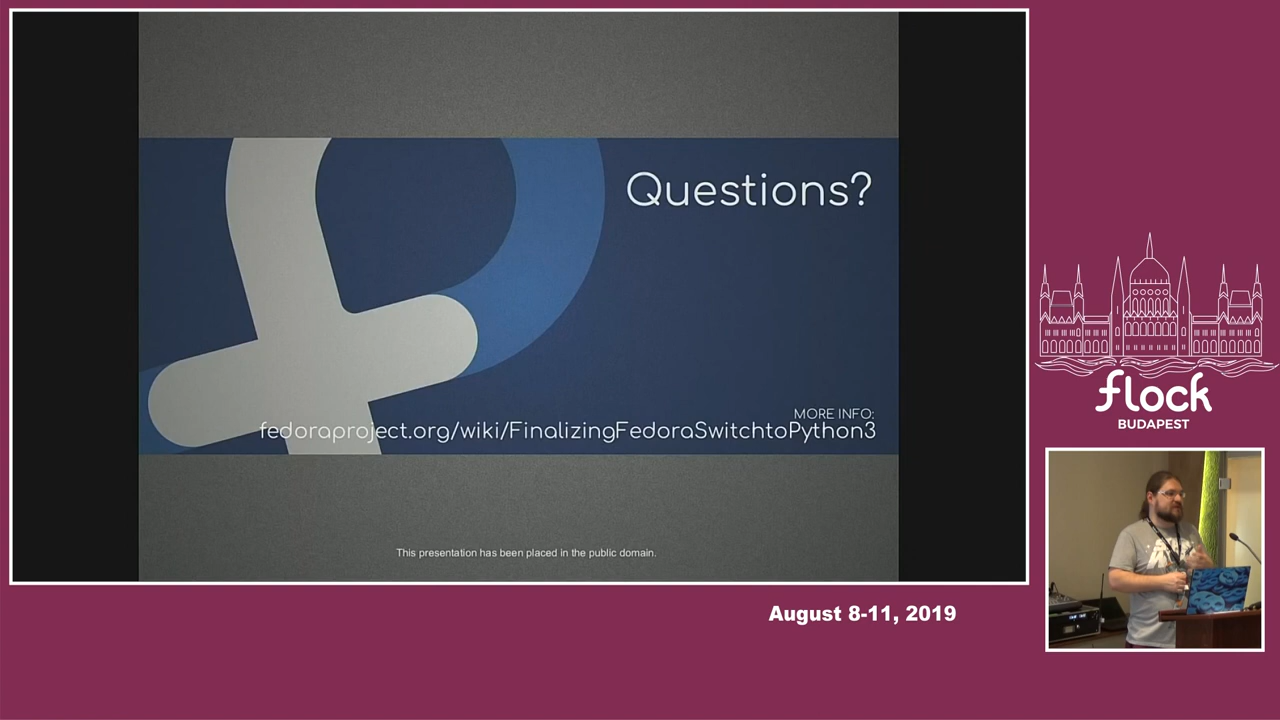 Questions?
MORE INFO:
fedoraproject.org/wiki/FinalizingFedoraSwitchtoPython3
This presentation has been placed in the public domain.
flock
BUDAPEST
August 8-11, 2019